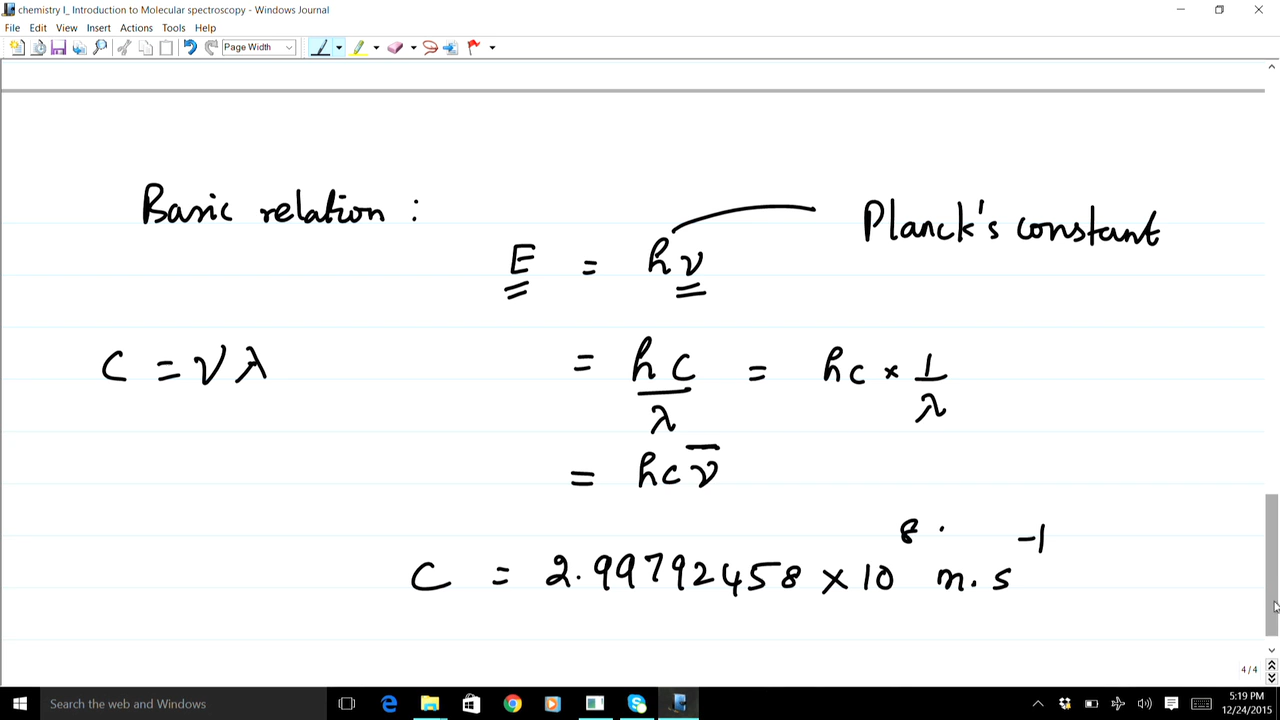 chemistry I_ Introduction to Molecular spectroscopy - Windows Journal
File Edit View Insert Actions Tools Help
Page Width
Basic relation :
Planck's constant
E = hν
C = νλ
= hc/λ = hc × 1/λ
= hcν̅
C = 2.99792458 × 10⁸ m.s⁻¹
4/4
Search the web and Windows
5:19 PM
12/24/2015